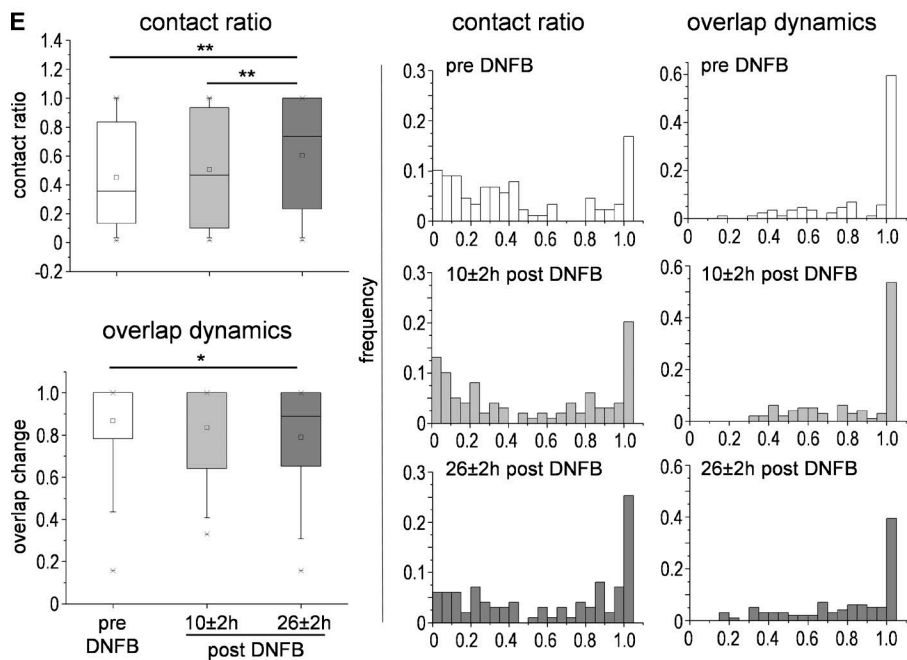 E
contact ratio
**
**
contact ratio
1.4
1.2
1.0
0.8
0.6
0.4
0.2
0
-0.2
overlap dynamics
*
overlap change
1.0
0.8
0.6
0.4
0.2
0
pre DNFB
10±2h
26±2h
post DNFB
frequency
contact ratio
pre DNFB
0.3
0.2
0.1
0
0 0.2 0.4 0.6 0.8 1.0
10±2h post DNFB
0.3
0.2
0.1
0
0 0.2 0.4 0.6 0.8 1.0
26±2h post DNFB
0.3
0.2
0.1
0
0 0.2 0.4 0.6 0.8 1.0
overlap dynamics
pre DNFB
0.6
0.4
0.2
0
0 0.2 0.4 0.6 0.8 1.0
10±2h post DNFB
0.6
0.4
0.2
0
0 0.2 0.4 0.6 0.8 1.0
26±2h post DNFB
0.6
0.4
0.2
0
0 0.2 0.4 0.6 0.8 1.0